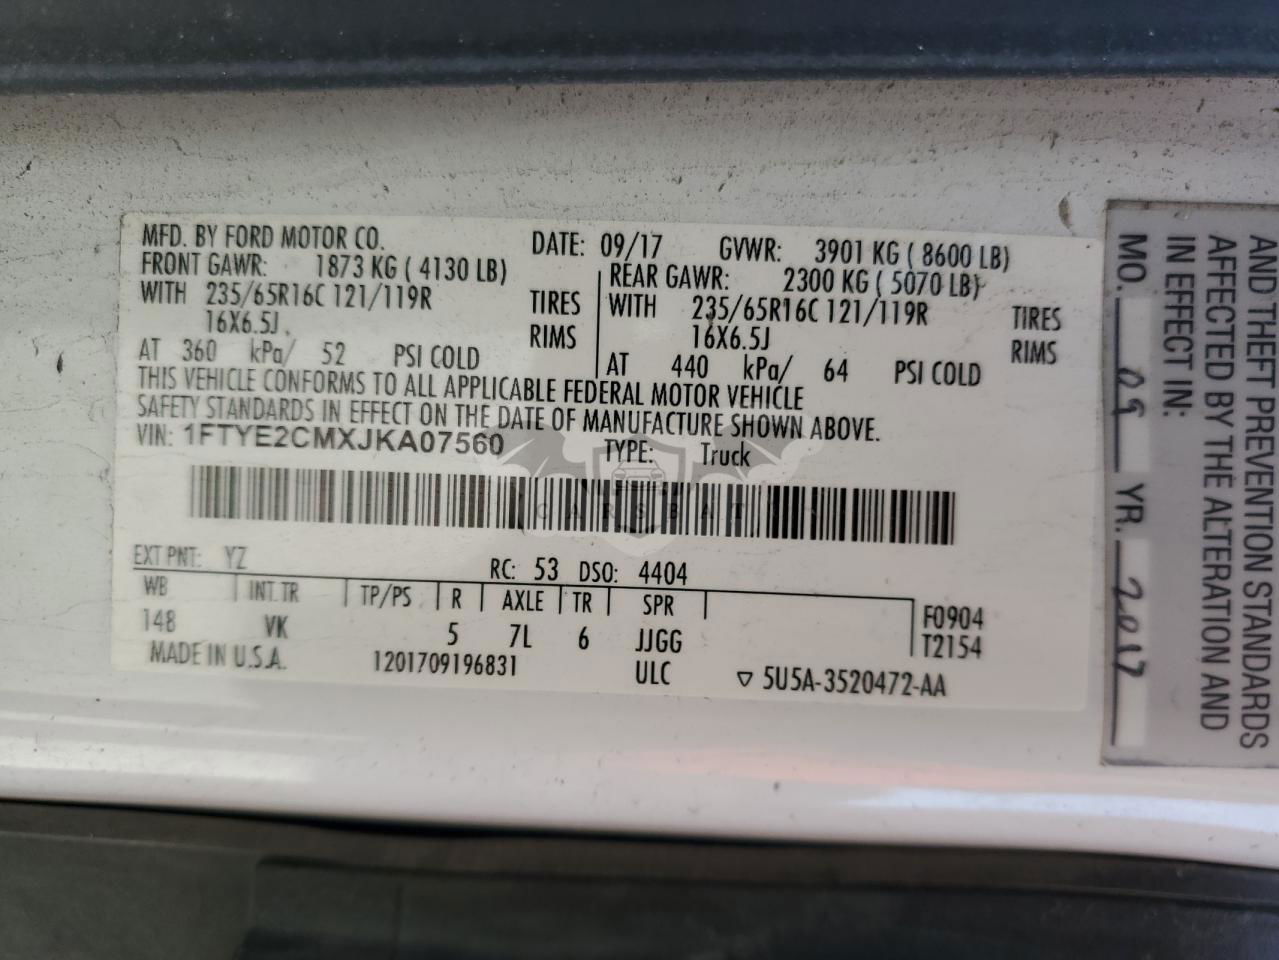 MFD. BY FORD MOTOR CO. DATE: 09/17 GVWR: 3901 KG ( 8600 LB)
FRONT GAWR: 1873 KG ( 4130 LB) REAR GAWR: 2300 KG ( 5070 LB)
WITH 235/65R16C 121/119R TIRES WITH 235/65R16C 121/119R TIRES
16X6.5J RIMS 16X6.5J RIMS
AT 360 kPa/ 52 PSI COLD AT 440 kPa/ 64 PSI COLD
THIS VEHICLE CONFORMS TO ALL APPLICABLE FEDERAL MOTOR VEHICLE
SAFETY STANDARDS IN EFFECT ON THE DATE OF MANUFACTURE SHOWN ABOVE.
VIN: 1FTYE2CMXJKA07560 TYPE: Truck
CARSBAT
EXT PNT: YZ RC: 53 DSO: 4404
WB INT TR TP/PS R AXLE TR SPR F0904
148 VK 5 7L 6 JJGG T2154
MADE IN U.S.A. 1201709196831 ULC ▽ 5U5A-3520472-AA
AND THEFT PREVENTION STANDARDS
AFFECTED BY THE ALTERATION AND
IN EFFECT IN:
MO. 09 YR. 2017